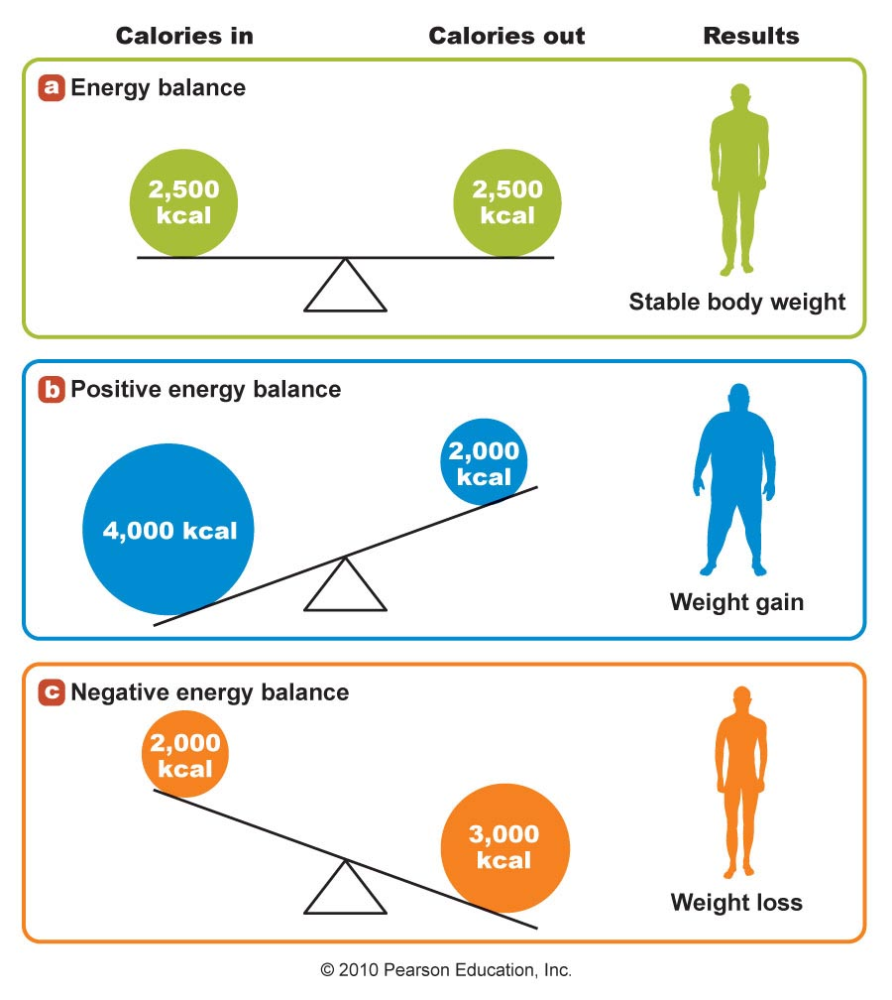 Calories in
Calories out
Results
a Energy balance
2,500
kcal
2,500
kcal
Stable body weight
b Positive energy balance
4,000 kcal
2,000
kcal
Weight gain
c Negative energy balance
2,000
kcal
3,000
kcal
Weight loss
© 2010 Pearson Education, Inc.